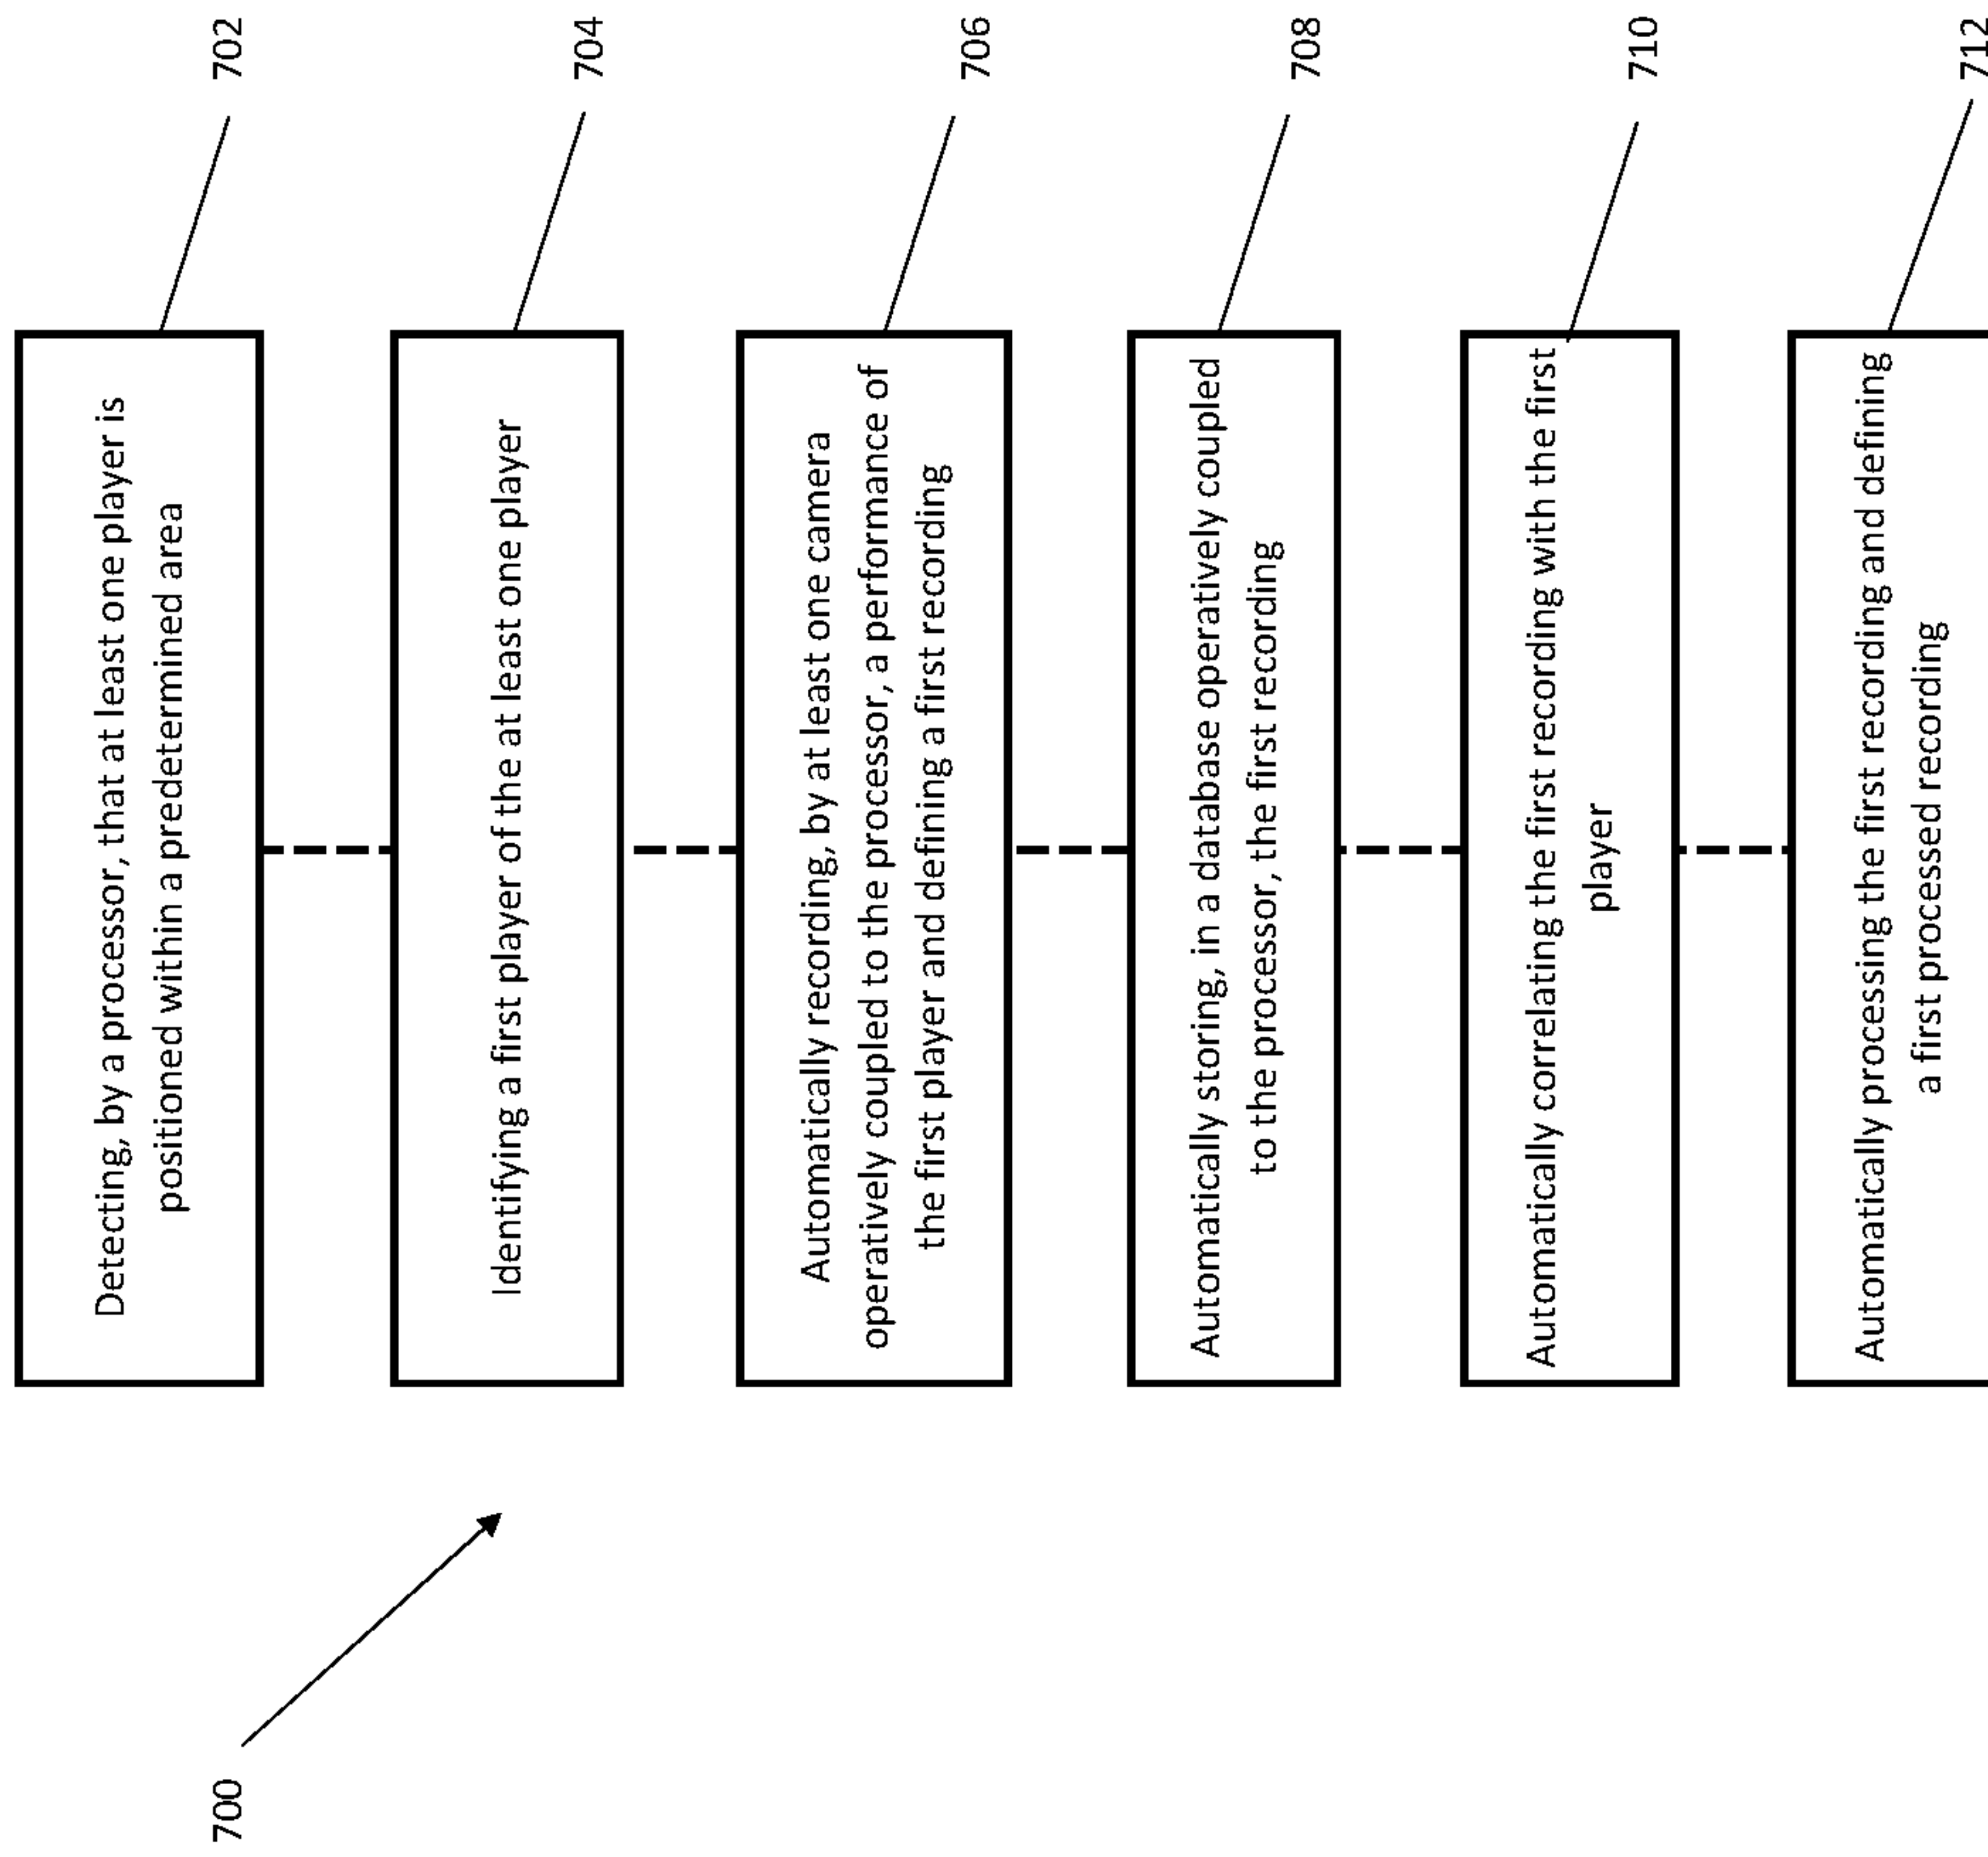 700
702
Detecting, by a processor, that at least one player is
positioned within a predetermined area
704
Identifying a first player of the at least one player
706
Automatically recording, by at least one camera
operatively coupled to the processor, a performance of
the first player and defining a first recording
708
Automatically storing, in a database operatively coupled
to the processor, the first recording
710
Automatically correlating the first recording with the first
player
712
Automatically processing the first recording and defining
a first processed recording